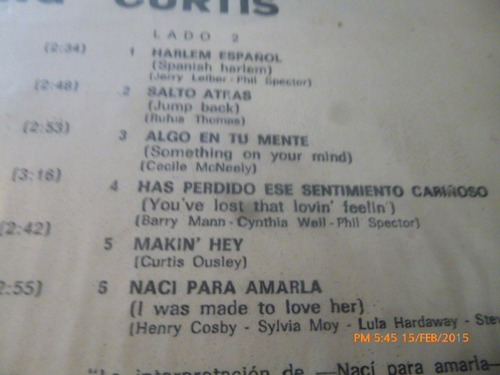 CURTIS
LADO 2
(2:34)
1 HARLEM ESPAÑOL
(Spanish harlem)
(Jerry Leiber-Phil Spector)
(2:48)
2 SALTO ATRAS
(Jump back)
(Rufus Thomas)
(2:53)
3 ALGO EN TU MENTE
(Something on your mind)
(Cecile McNeely)
[3:16]
4 HAS PERDIDO ESE SENTIMIENTO CARIÑOSO
(You've lost that lovin' feelin')
(Barry Mann - Cynthia Weil - Phil Spector)
[2:42]
5 MAKIN' HEY
(Curtis Ousley)
2:55)
6 NACI PARA AMARLA
(I was made to love her)
(Henry Cosby - Sylvia Moy - Lula Hardaway - Stev
"La interpretación de —Nací para amarla—
PM 5:45 15/FEB/2015